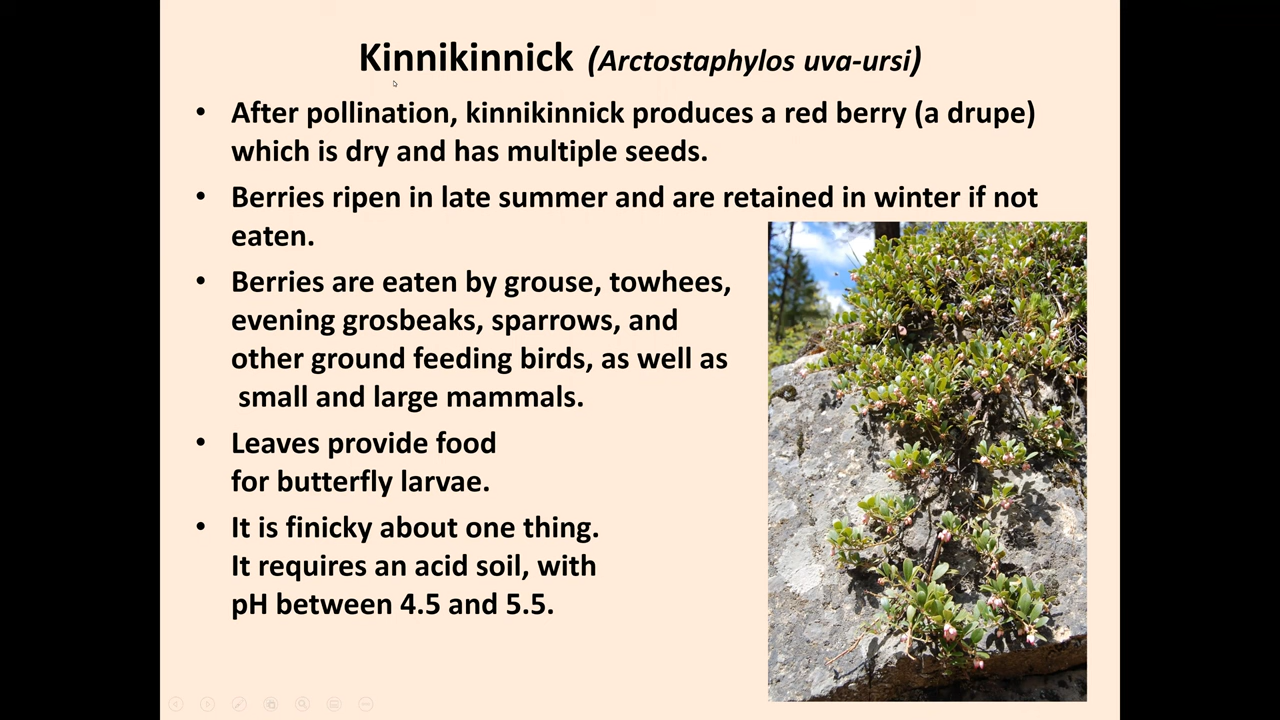 Kinnikinnick (Arctostaphylos uva-ursi)
• After pollination, kinnikinnick produces a red berry (a drupe)
which is dry and has multiple seeds.
• Berries ripen in late summer and are retained in winter if not
eaten.
• Berries are eaten by grouse, towhees,
evening grosbeaks, sparrows, and
other ground feeding birds, as well as
small and large mammals.
• Leaves provide food
for butterfly larvae.
• It is finicky about one thing.
It requires an acid soil, with
pH between 4.5 and 5.5.